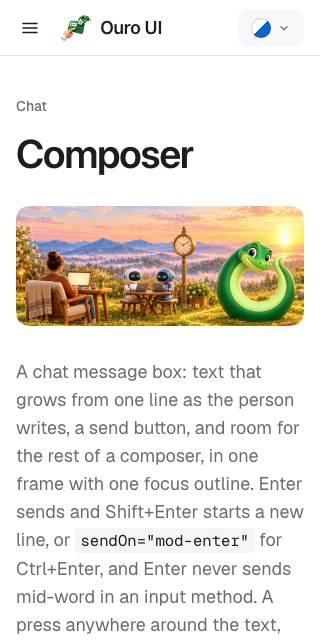 Ouro UI
Chat
Composer
A chat message box: text that
grows from one line as the person
writes, a send button, and room for
the rest of a composer, in one
frame with one focus outline. Enter
sends and Shift+Enter starts a new
line, or sendOn="mod-enter" for
Ctrl+Enter, and Enter never sends
mid-word in an input method. A
press anywhere around the text,